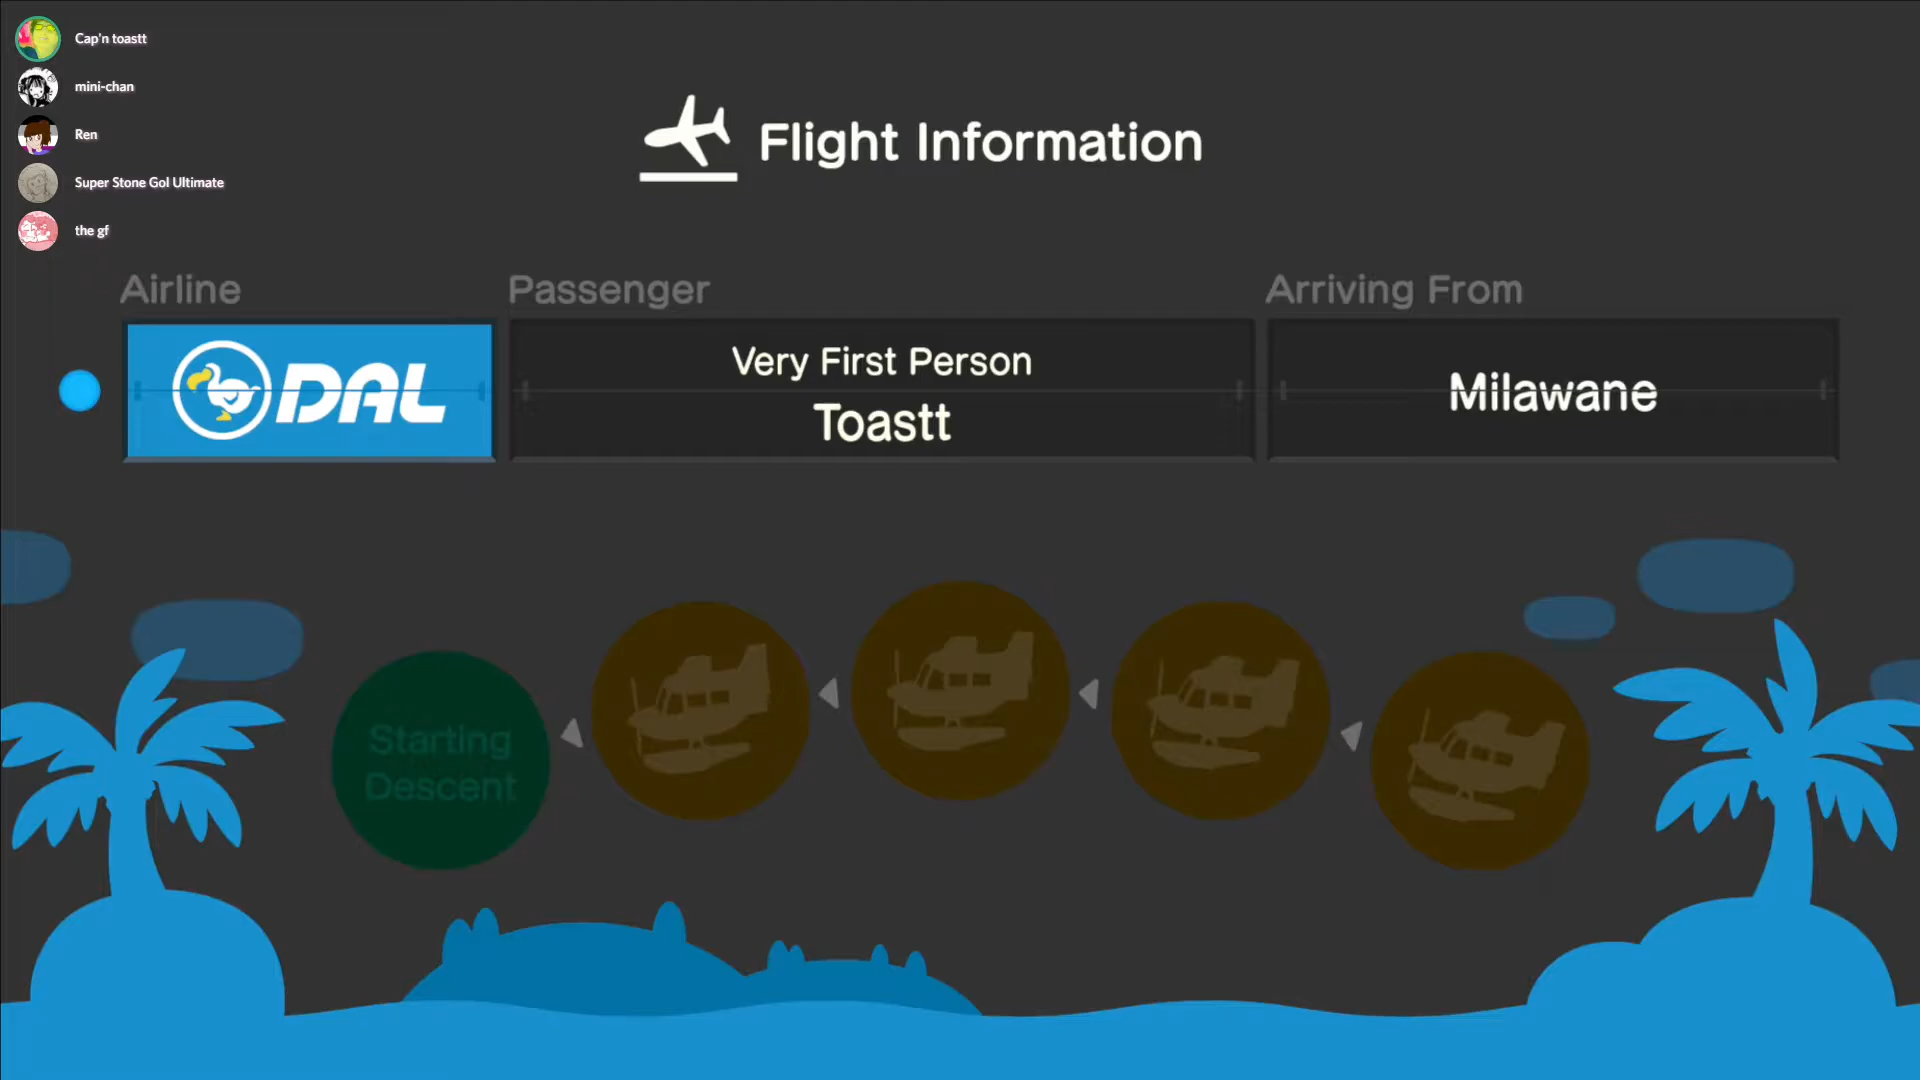 Cap'n toastt
mini-chan
Ren
Super Stone Gol Ultimate
the gf
Flight Information
Airline
Passenger
Arriving From
DAL
Very First Person
Toastt
Milawane
Starting
Descent